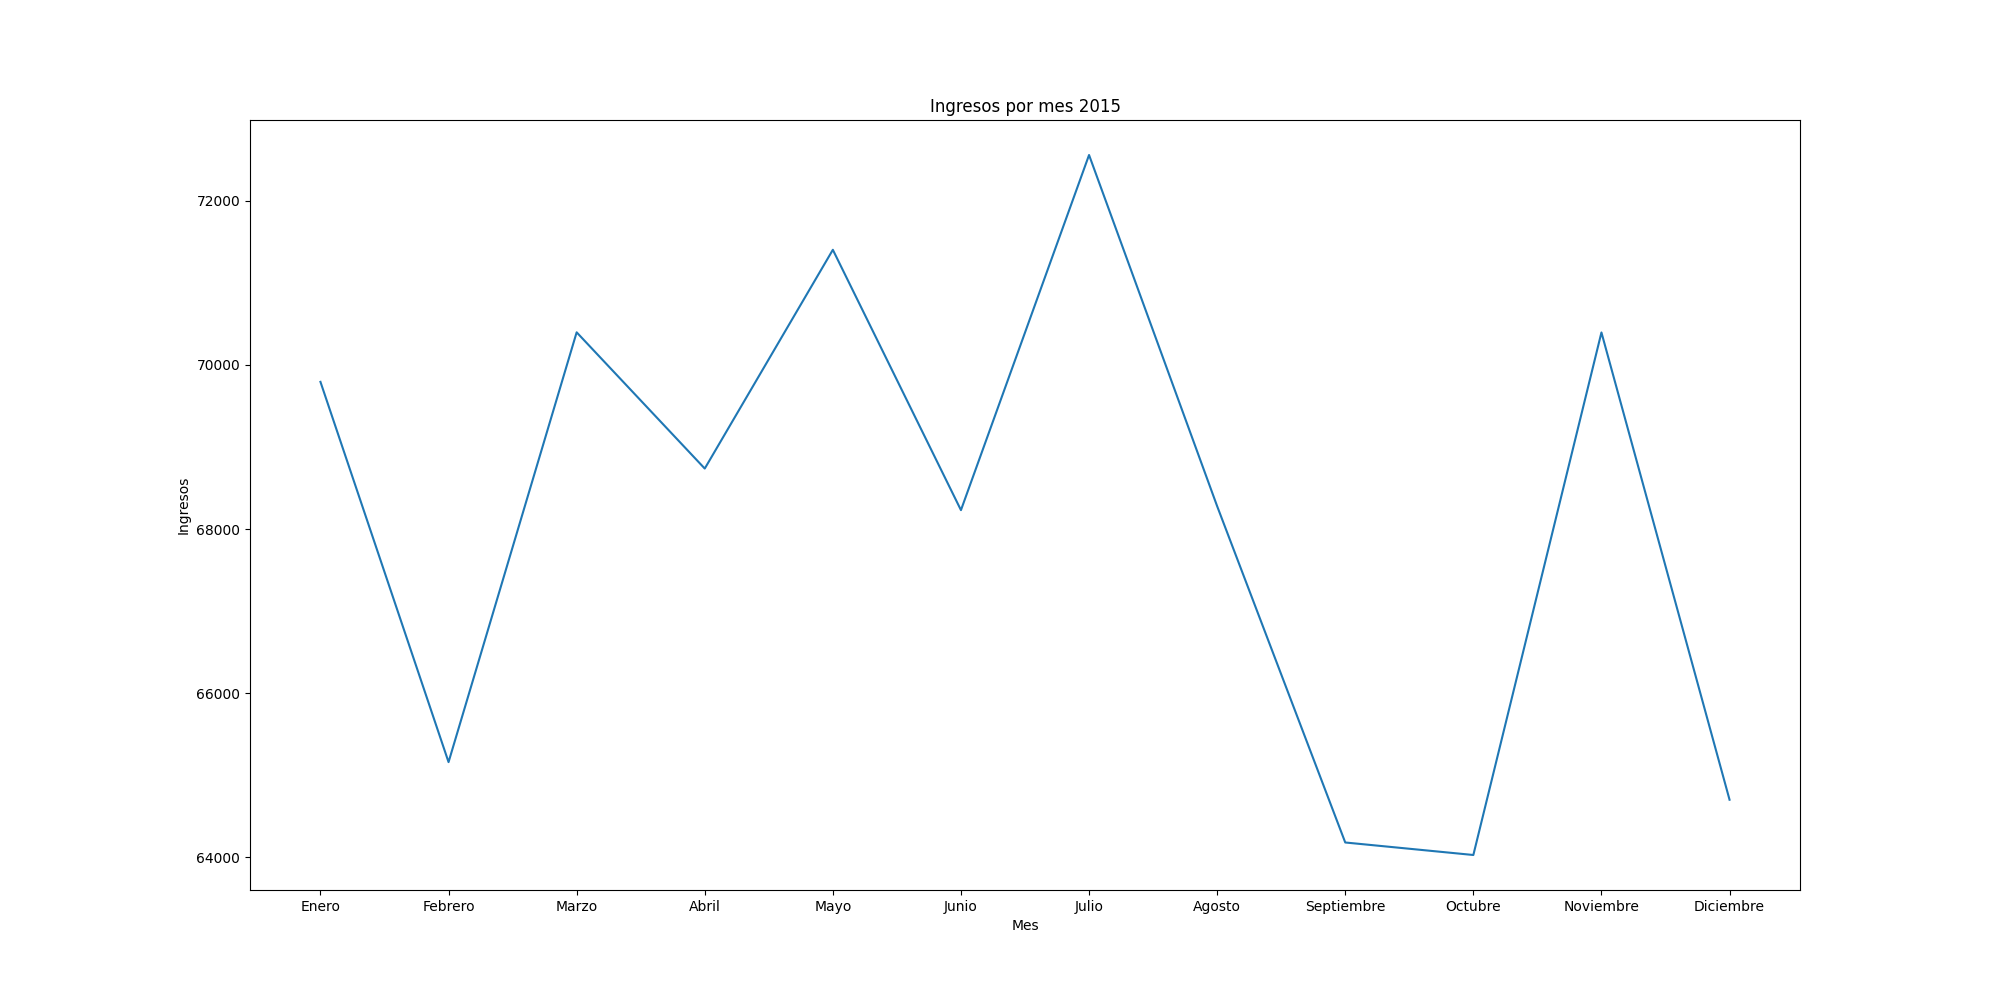 Ingresos por mes 2015
Ingresos
72000
70000
68000
66000
64000
Enero Febrero Marzo Abril Mayo Junio Julio Agosto Septiembre Octubre Noviembre Diciembre
Mes